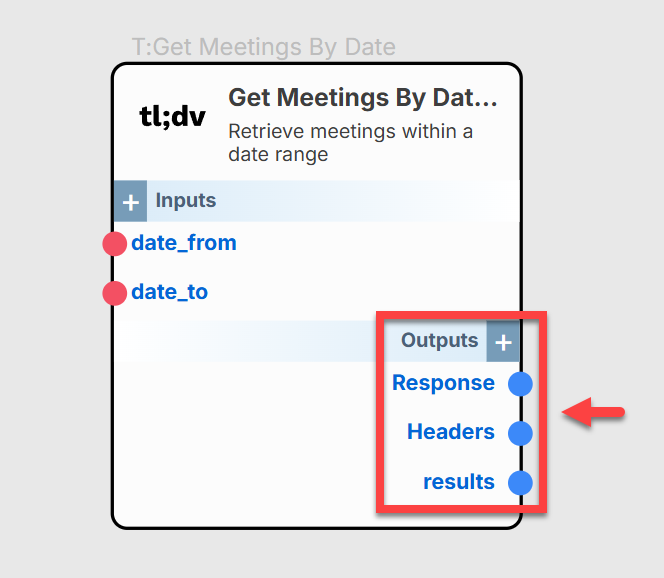 T:Get Meetings By Date
tl;dv
Get Meetings By Dat...
Retrieve meetings within a
date range
+ Inputs
date_from
date_to
Outputs +
Response
Headers
results